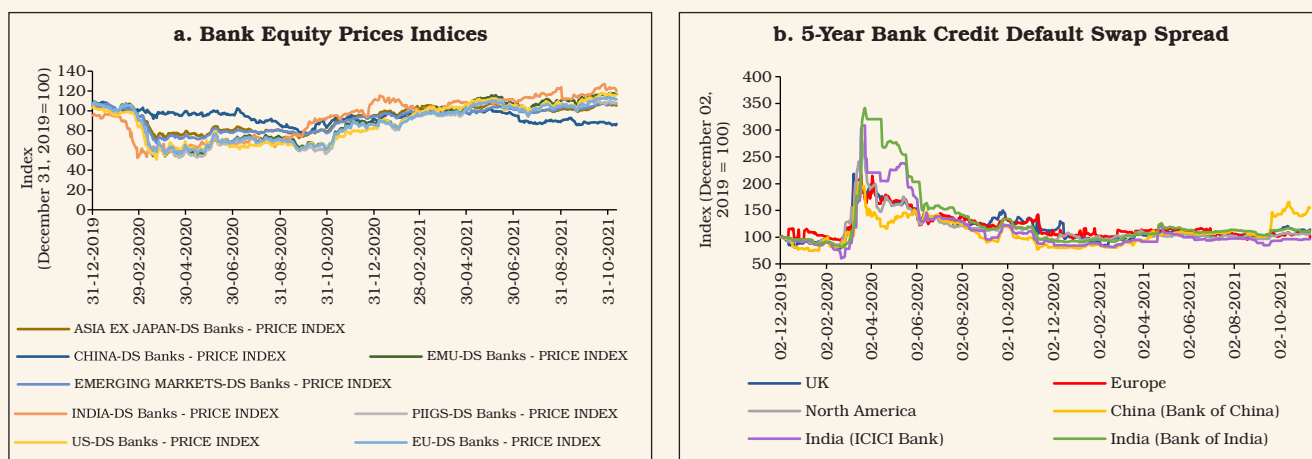 a. Bank Equity Prices Indices
Index
(December 31, 2019=100)
140
120
100
80
60
40
20
0
31-12-2019
29-02-2020
30-04-2020
30-06-2020
31-08-2020
31-10-2020
31-12-2020
28-02-2021
30-04-2021
30-06-2021
31-08-2021
31-10-2021
ASIA EX JAPAN-DS Banks - PRICE INDEX
CHINA-DS Banks - PRICE INDEX
EMU-DS Banks - PRICE INDEX
EMERGING MARKETS-DS Banks - PRICE INDEX
INDIA-DS Banks - PRICE INDEX
PIIGS-DS Banks - PRICE INDEX
US-DS Banks - PRICE INDEX
EU-DS Banks - PRICE INDEX
b. 5-Year Bank Credit Default Swap Spread
Index (December 02,
2019 = 100)
400
350
300
250
200
150
100
50
02-12-2019
02-02-2020
02-04-2020
02-06-2020
02-08-2020
02-10-2020
02-12-2020
02-02-2021
02-04-2021
02-06-2021
02-08-2021
02-10-2021
UK
Europe
North America
China (Bank of China)
India (ICICI Bank)
India (Bank of India)